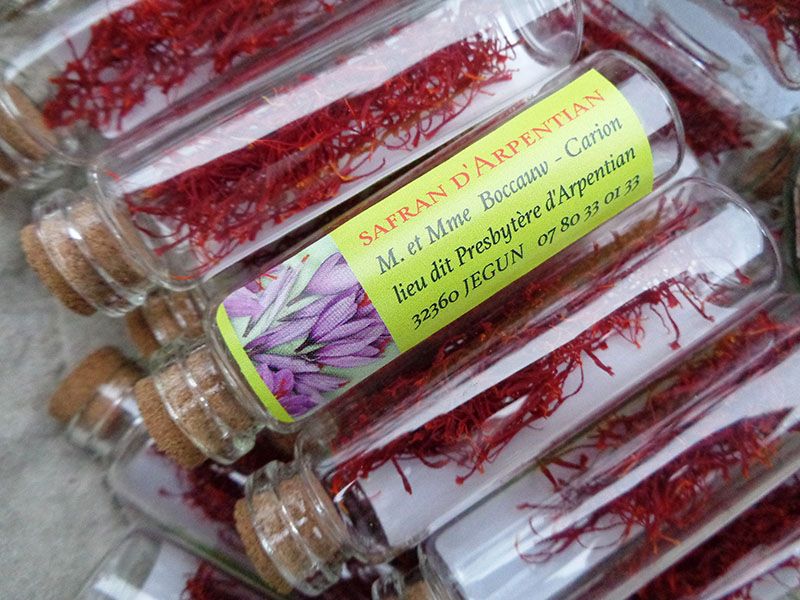 SAFRAN D'ARPENTIAN
M. et Mme Boccauw - Carion
lieu dit Presbytère d'Arpentian
32360 JEGUN 07 80 33 01 33